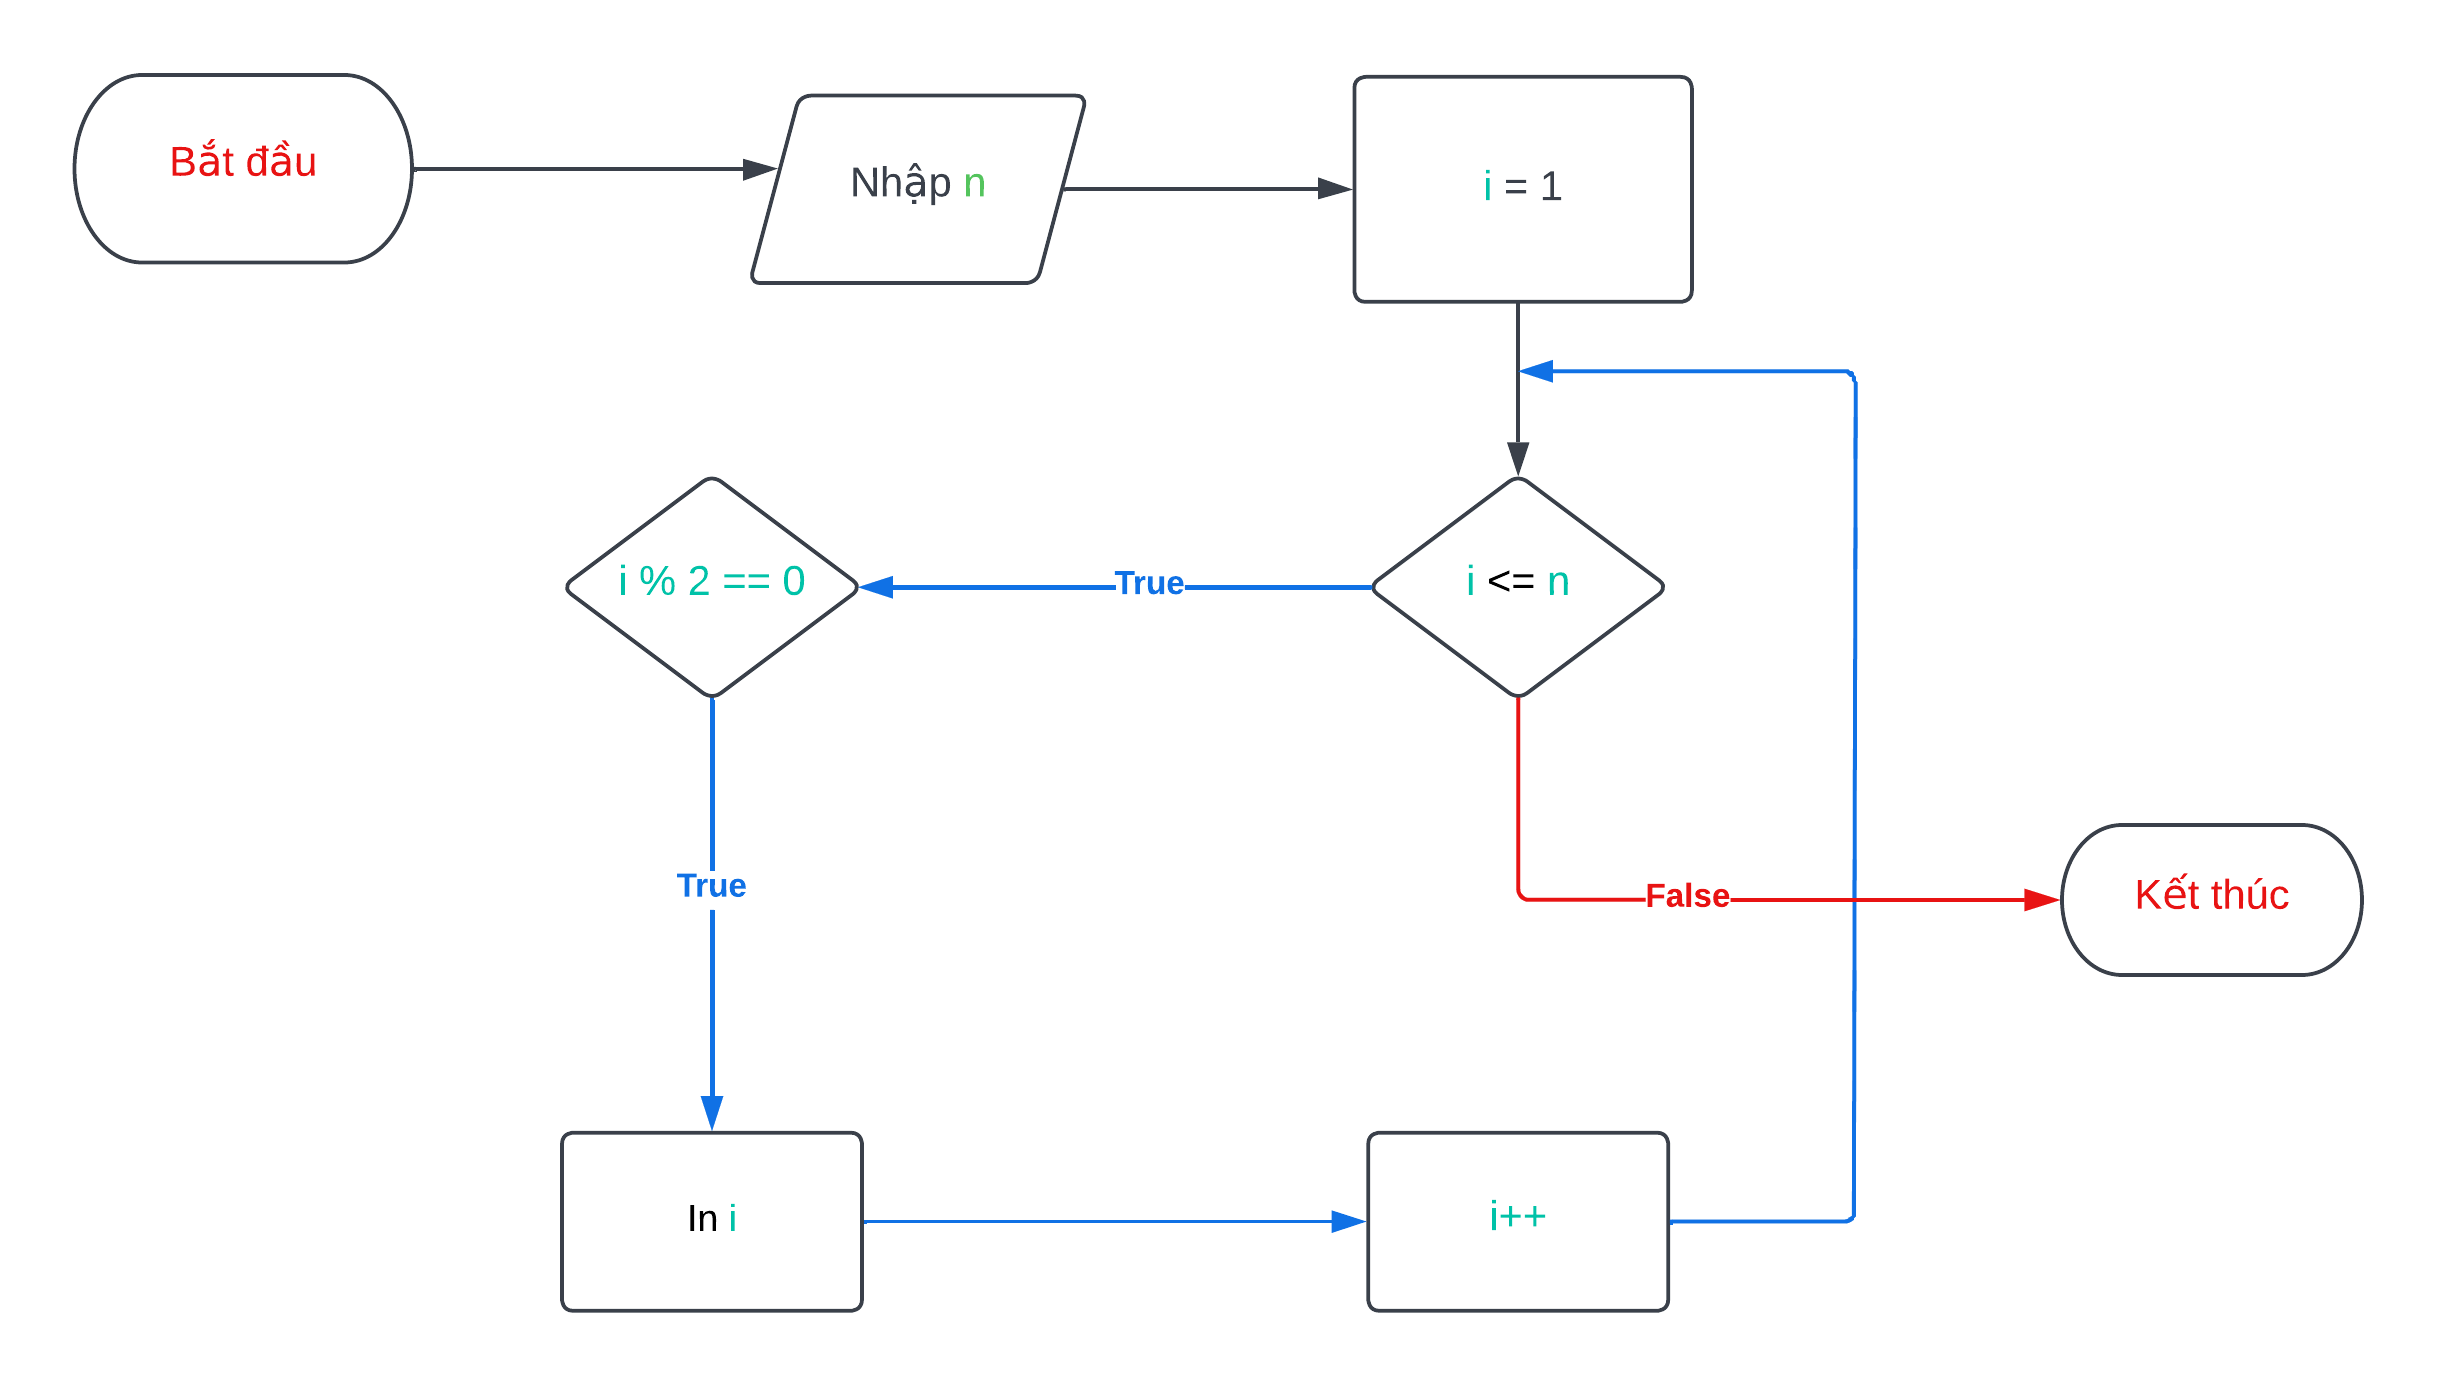 Bắt đầu
Nhập n
i = 1
i % 2 == 0
True
i <= n
True
False
Kết thúc
In i
i++